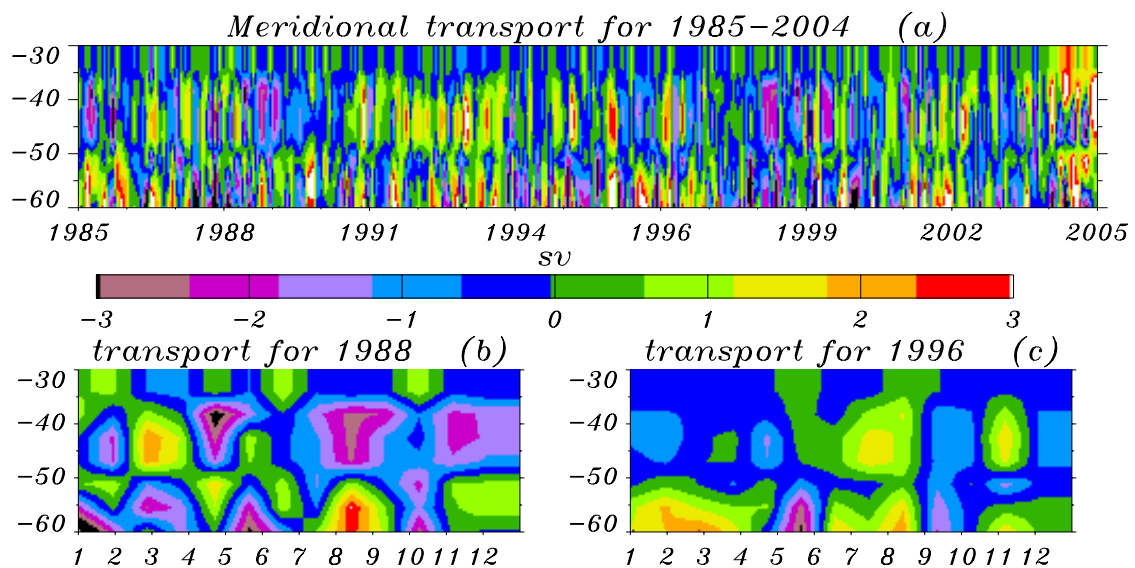 Meridional transport for 1985-2004 (a)
-30
-40
-50
-60
1985 1988 1991 1994 1996 1999 2002 2005
sv
-3 -2 -1 0 1 2 3
transport for 1988 (b) transport for 1996 (c)
-30 -30
-40 -40
-50 -50
-60 -60
1 2 3 4 5 6 7 8 9 10 11 12 1 2 3 4 5 6 7 8 9 10 11 12